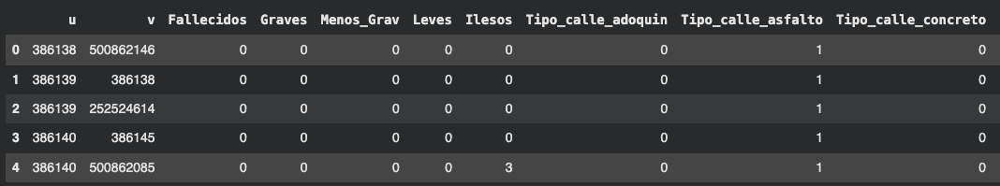 u v Fallecidos Graves Menos_Grav Leves Ilesos Tipo_calle_adoquin Tipo_calle_asfalto Tipo_calle_concreto
0 386138 500862146 0 0 0 0 0 0 1 0
1 386139 386138 0 0 0 0 0 0 1 0
2 386139 252524614 0 0 0 0 0 0 1 0
3 386140 386145 0 0 0 0 0 0 1 0
4 386140 500862085 0 0 0 0 3 0 1 0